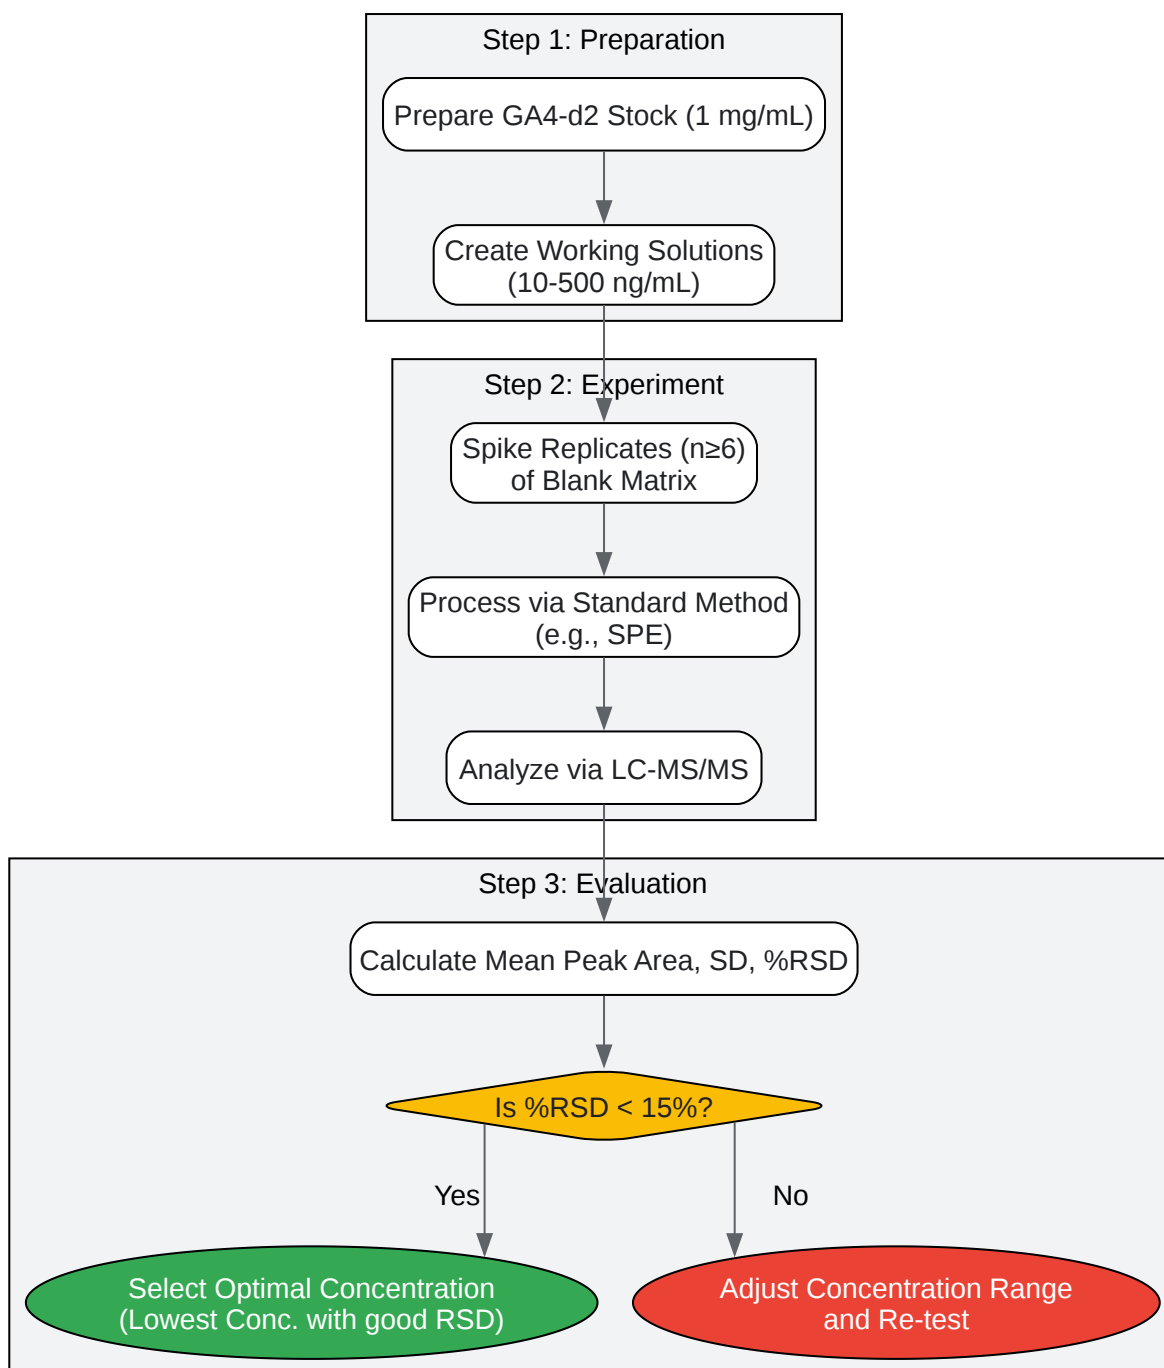 Step 1: Preparation
Prepare GA4-d2 Stock (1 mg/mL)
Create Working Solutions
(10-500 ng/mL)
Step 2: Experiment
Spike Replicates (n≥6)
of Blank Matrix
Process via Standard Method
(e.g., SPE)
Analyze via LC-MS/MS
Step 3: Evaluation
Calculate Mean Peak Area, SD, %RSD
Is %RSD < 15%?
Yes
No
Select Optimal Concentration
(Lowest Conc. with good RSD)
Adjust Concentration Range
and Re-test